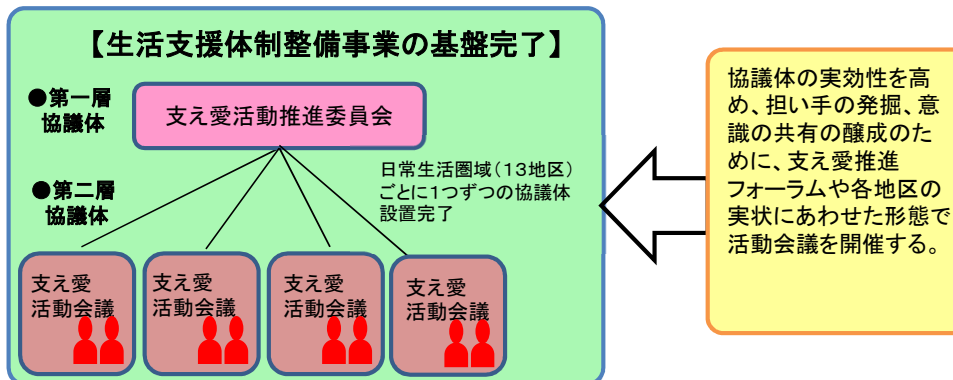 【生活支援体制整備事業の基盤完了】
●第一層
協議体
支え愛活動推進委員会
日常生活圏域（13地区）
ごとに1つずつの協議体
設置完了
●第二層
協議体
支え愛
活動会議
支え愛
活動会議
支え愛
活動会議
支え愛
活動会議
協議体の実効性を高
め、担い手の発掘、意
識の共有の醸成のた
めに、支え愛推進
フォーラムや各地区の
実状にあわせた形態で
活動会議を開催する。